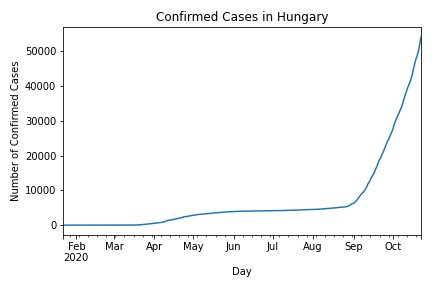 Confirmed Cases in Hungary
Number of Confirmed Cases
50000
40000
30000
20000
10000
0
Feb Mar Apr May Jun Jul Aug Sep Oct
2020
Day